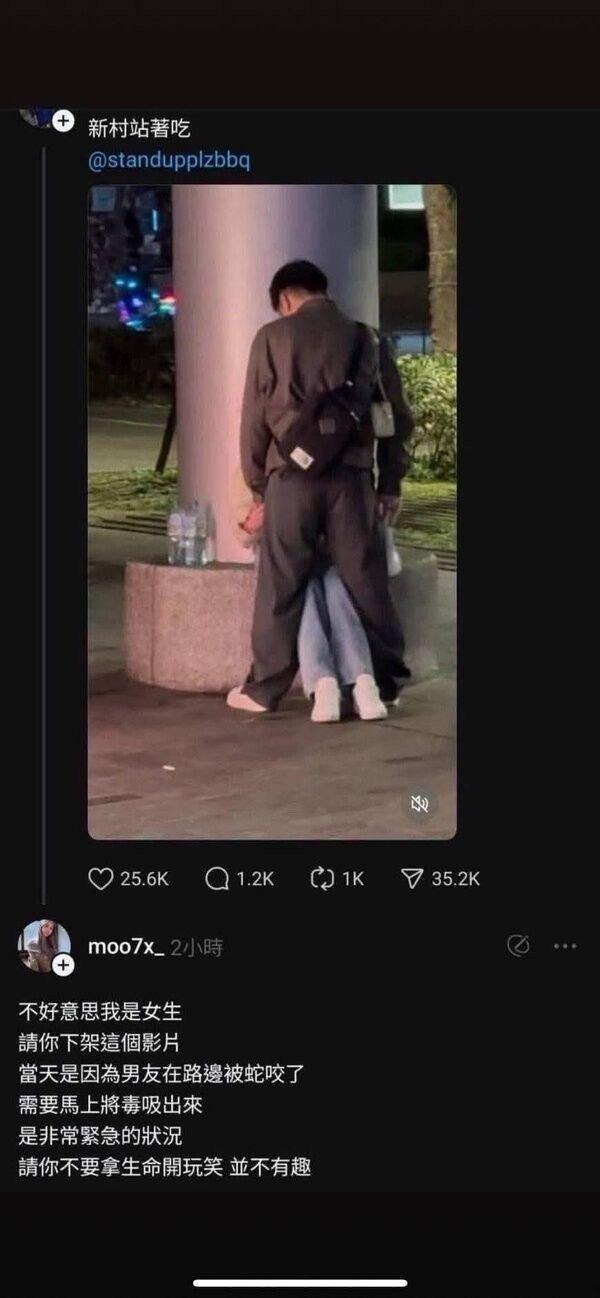 新村站著吃
@standupplzbbq
25.6K 1.2K 1K 35.2K
moo7x_ 2小時
不好意思我是女生
請你下架這個影片
當天是因為男友在路邊被蛇咬了
需要馬上將毒吸出來
是非常緊急的狀況
請你不要拿生命開玩笑 並不有趣